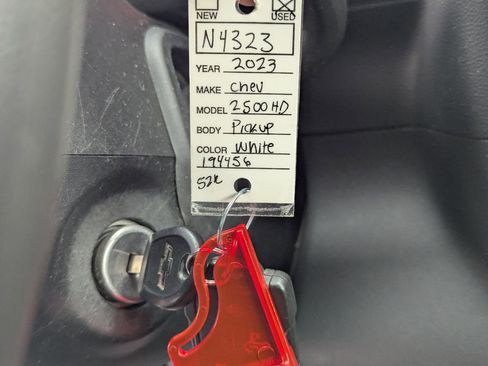 NEW USED
N4323
YEAR 2023
MAKE Chev
MODEL 2500HD
BODY Pickup
COLOR White
194456
52k